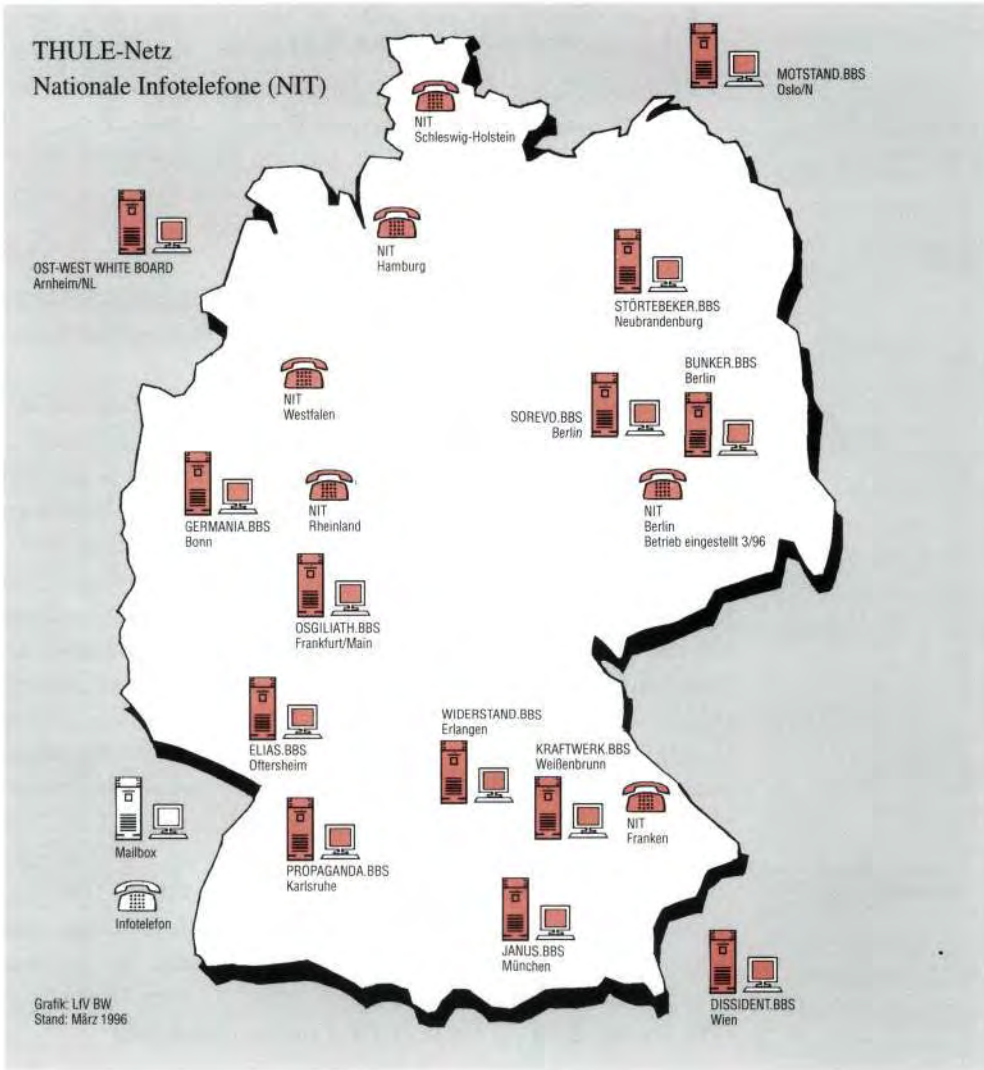 THULE-Netz
Nationale Infotelefone (NIT)
MOTSTAND.BBS
Oslo/N
NIT
Schleswig-Holstein
OST-WEST WHITE BOARD
Arnheim/NL
NIT
Hamburg
STÖRTEBEKER.BBS
Neubrandenburg
NIT
Westfalen
SOREVO.BBS
Berlin
BUNKER.BBS
Berlin
GERMANIA.BBS
Bonn
NIT
Rheinland
NIT
Berlin
Betrieb eingestellt 3/96
OSGILIATH.BBS
Frankfurt/Main
ELIAS.BBS
Oftersheim
WIDERSTAND.BBS
Erlangen
KRAFTWERK.BBS
Weißenbrunn
NIT
Franken
Mailbox
PROPAGANDA.BBS
Karlsruhe
Infotelefon
JANUS.BBS
München
DISSIDENT.BBS
Wien
Grafik: LfV BW
Stand: März 1996